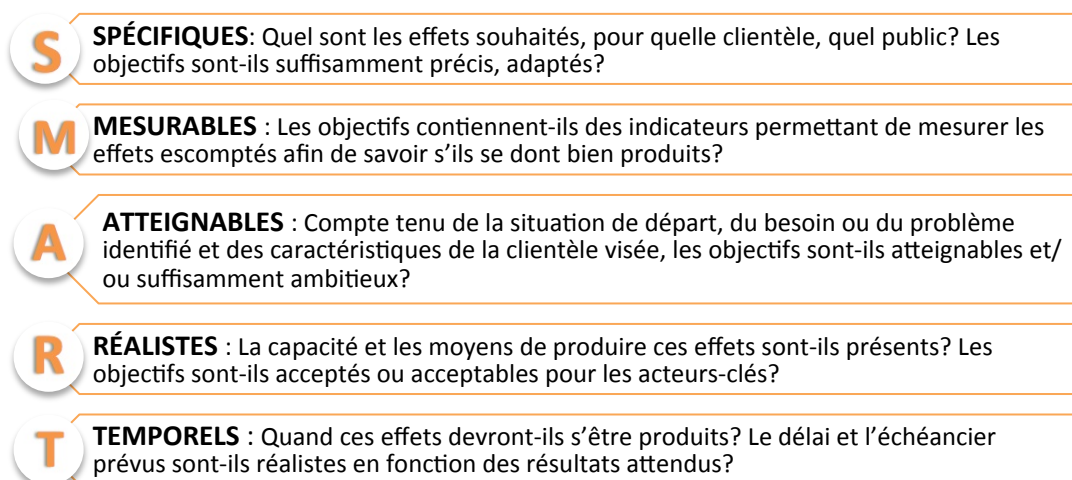 S
SPÉCIFIQUES: Quel sont les effets souhaités, pour quelle clientèle, quel public? Les
objectifs sont-ils suffisamment précis, adaptés?
M
MESURABLES : Les objectifs contiennent-ils des indicateurs permettant de mesurer les
effets escomptés afin de savoir s’ils se dont bien produits?
A
ATTEIGNABLES : Compte tenu de la situation de départ, du besoin ou du problème
identifié et des caractéristiques de la clientèle visée, les objectifs sont-ils atteignables et/
ou suffisamment ambitieux?
R
RÉALISTES : La capacité et les moyens de produire ces effets sont-ils présents? Les
objectifs sont-ils acceptés ou acceptables pour les acteurs-clés?
T
TEMPORELS : Quand ces effets devront-ils s’être produits? Le délai et l’échéancier
prévus sont-ils réalistes en fonction des résultats attendus?